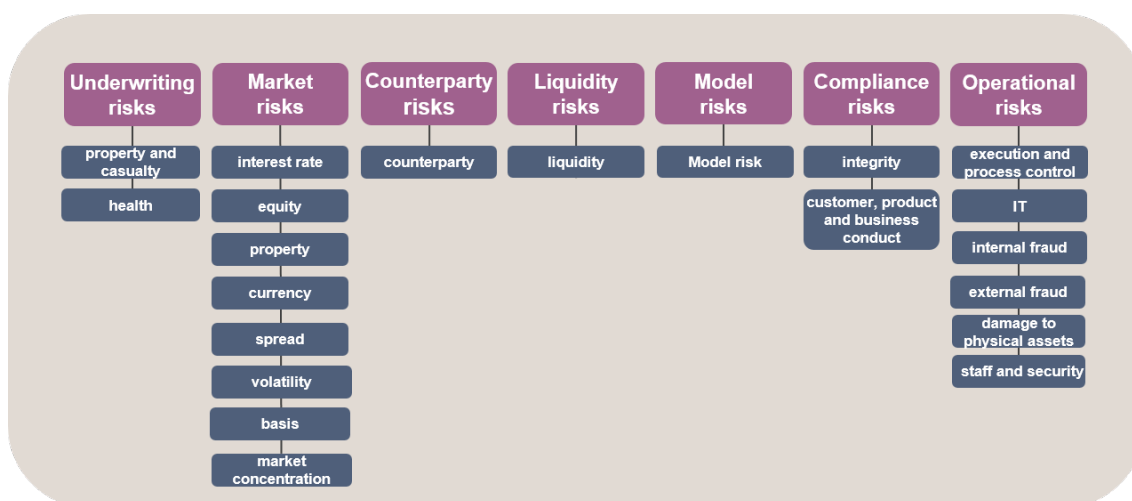 Underwriting
risks
Market
risks
Counterparty
risks
Liquidity
risks
Model
risks
Compliance
risks
Operational
risks
property and
casualty
health
interest rate
equity
property
currency
spread
volatility
basis
market
concentration
counterparty
liquidity
Model risk
integrity
customer, product
and business
conduct
execution and
process control
IT
internal fraud
external fraud
damage to
physical assets
staff and security